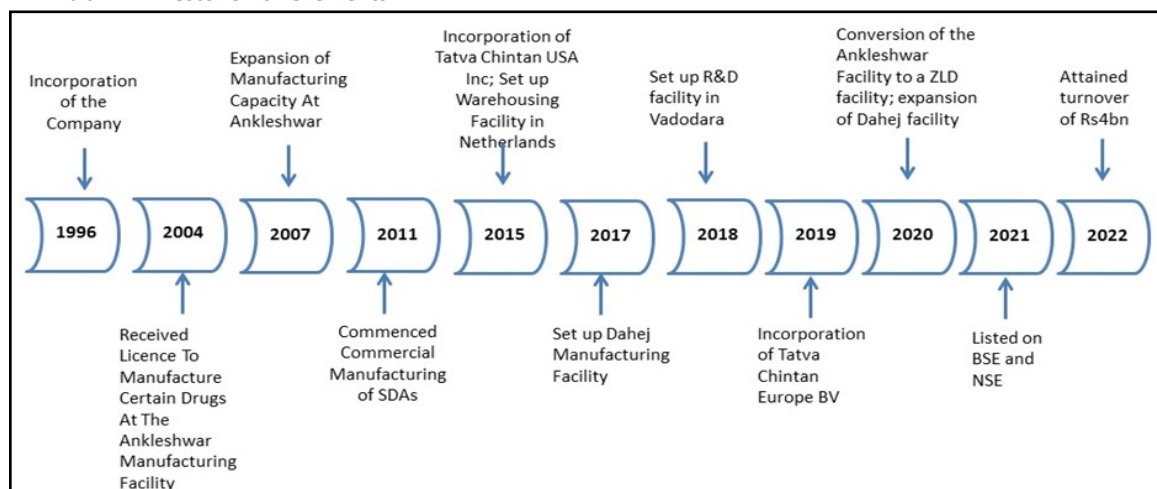 Incorporation
of the
Company
Expansion of
Manufacturing
Capacity At
Ankleshwar
Incorporation of
Tatva Chintan USA
Inc; Set up
Warehousing
Facility in
Netherlands
Set up R&D
facility in
Vadodara
Conversion of the
Ankleshwar
Facility to a ZLD
facility; expansion
of Dahej facility
Attained
turnover
of Rs4bn
1996
2004
2007
2011
2015
2017
2018
2019
2020
2021
2022
Received
Licence To
Manufacture
Certain Drugs
At The
Ankleshwar
Manufacturing
Facility
Commenced
Commercial
Manufacturing
of SDAs
Set up Dahej
Manufacturing
Facility
Incorporation
of Tatva
Chintan
Europe BV
Listed on
BSE and
NSE